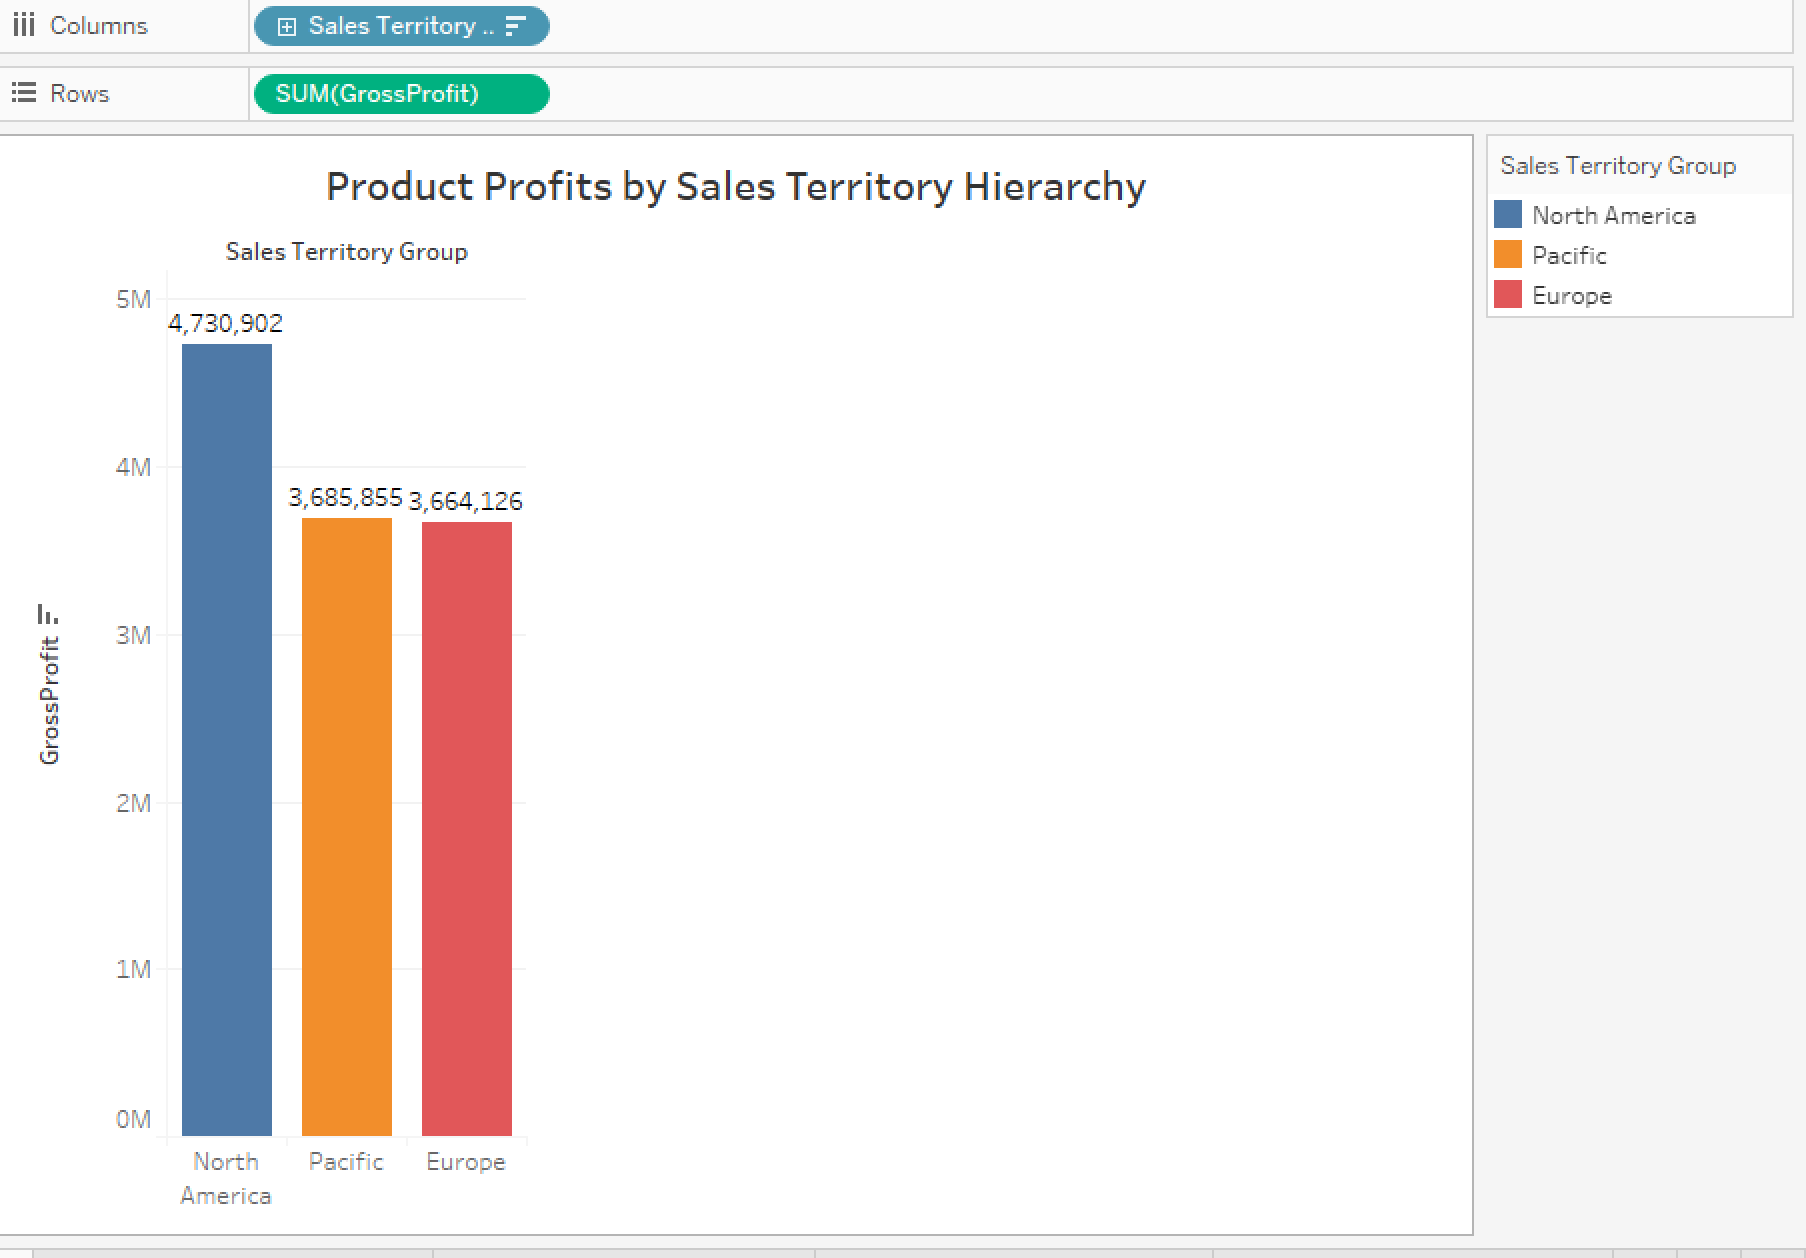 Columns
Sales Territory ..
Rows
SUM(GrossProfit)
Product Profits by Sales Territory Hierarchy
Sales Territory Group
5M
4M
3M
2M
1M
0M
GrossProfit
4,730,902
3,685,855
3,664,126
North
America
Pacific
Europe
Sales Territory Group
North America
Pacific
Europe